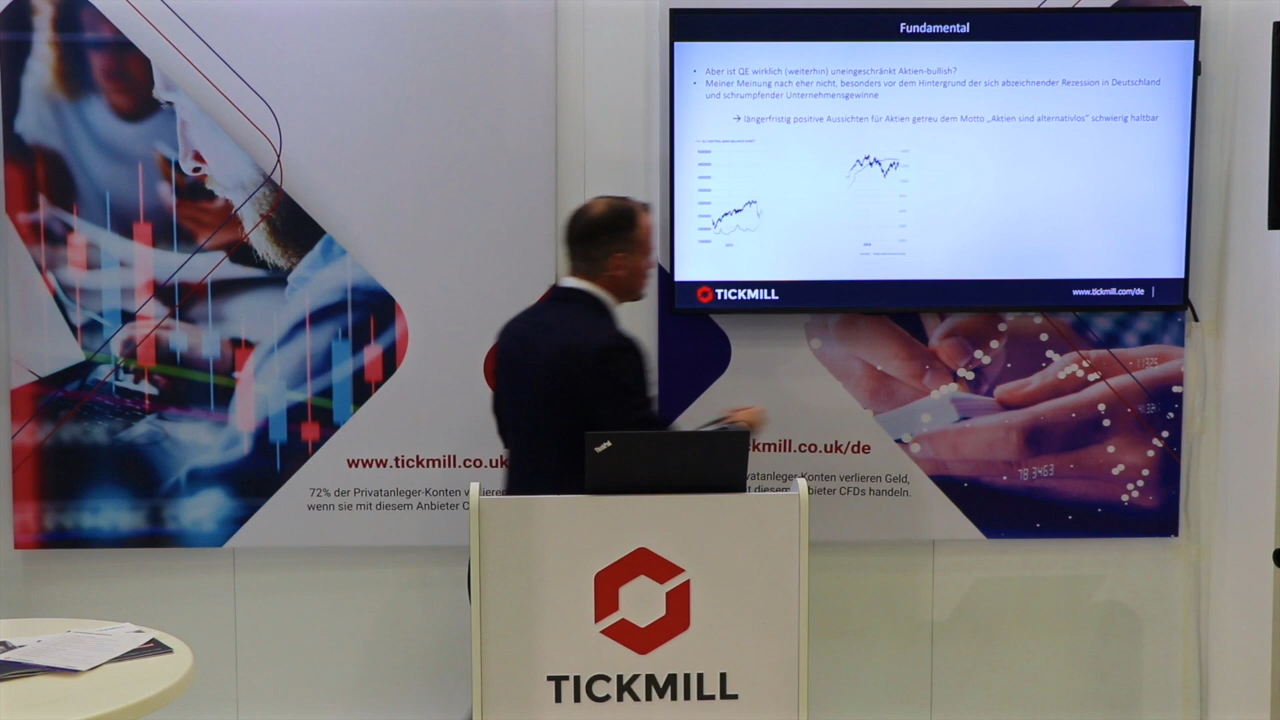 Fundamental
• Aber ist QE wirklich (weiterhin) uneingeschränkt Aktien-bullish?
• Meiner Meinung nach eher nicht, besonders vor dem Hintergrund der sich abzeichnender Rezession in Deutschland
und schrumpfender Unternehmensgewinne
→ längerfristig positive Aussichten für Aktien getreu dem Motto „Aktien sind alternativlos" schwierig haltbar
TICKMILL
www.tickmill.com/de
www.tickmill.co.uk
72% der Privatanleger-Konten verlieren
wenn sie mit diesem Anbieter C
ckmill.co.uk/de
vatanleger-Konten verlieren Geld,
t diesem Anbieter CFDs handeln.
78.3463
ThinkPad
TICKMILL